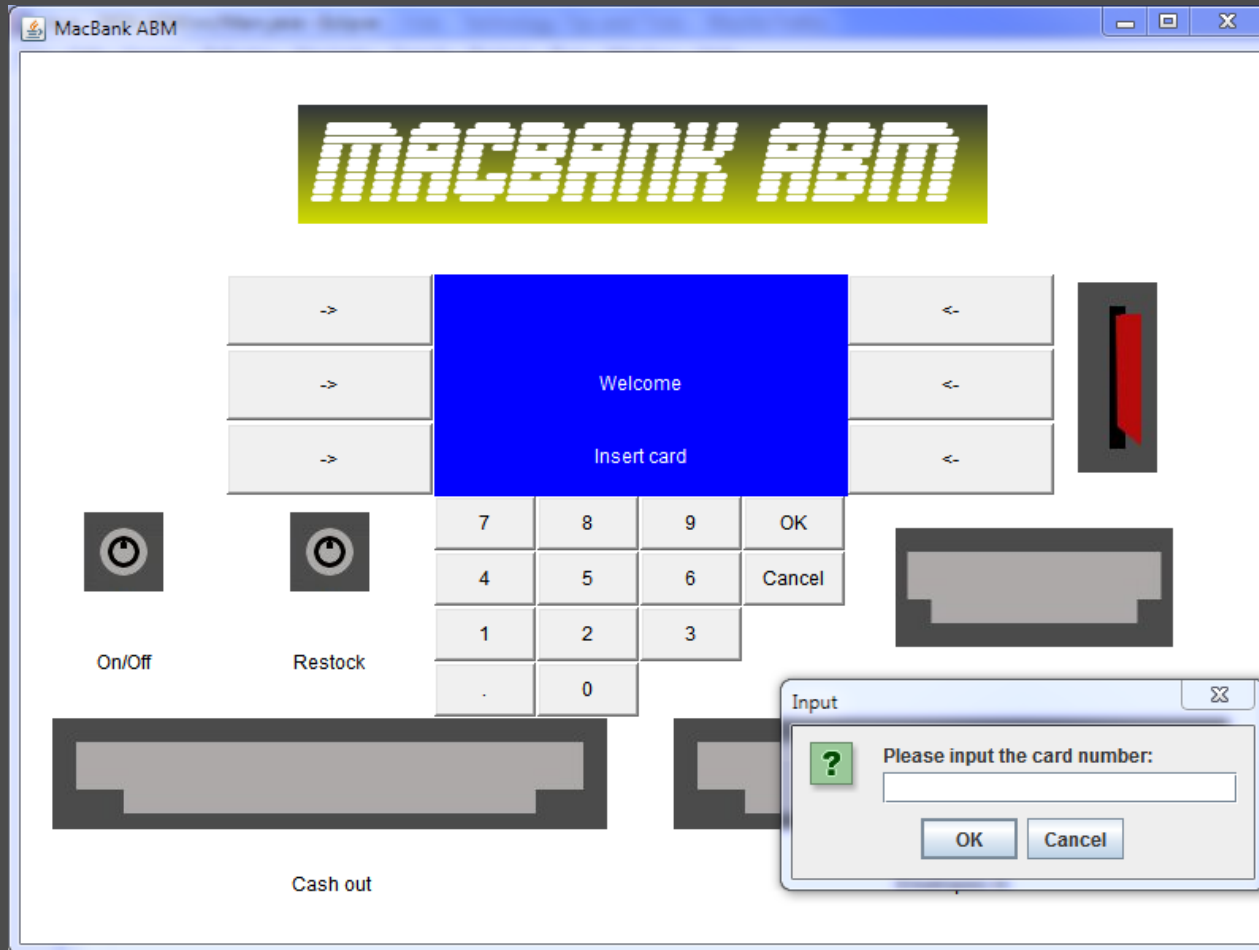 MacBank ABM
MACBANK ABM
-> <-
-> Welcome <-
-> Insert card <-
7 8 9 OK
4 5 6 Cancel
1 2 3
. 0
On/Off Restock
Input
Please input the card number:
OK Cancel
Cash out